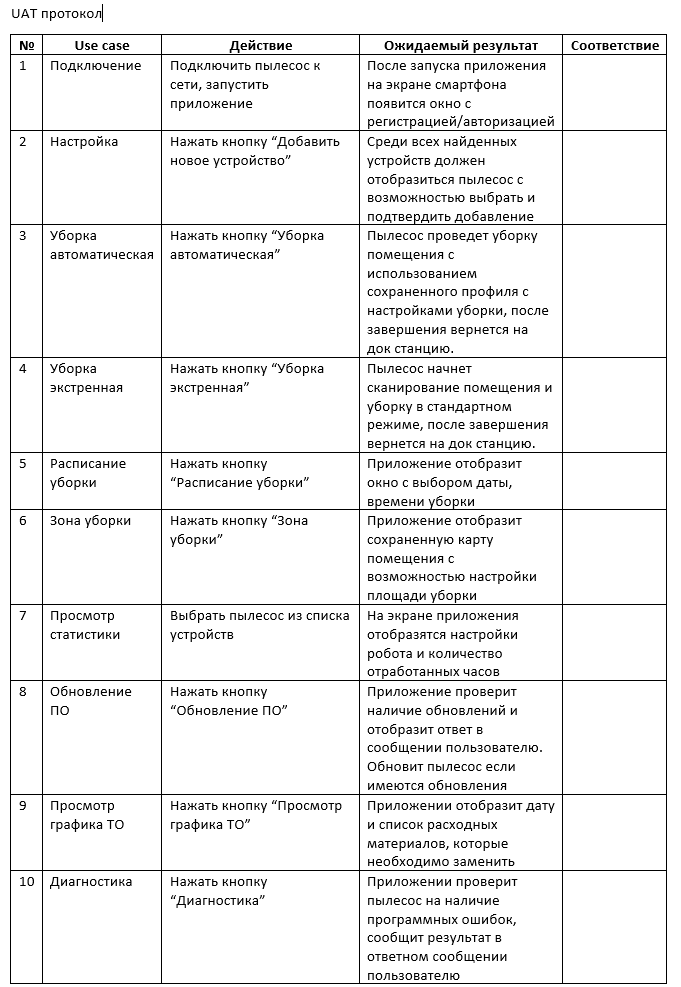 UAT протокол
№ Use case Действие Ожидаемый результат Соответствие
1 Подключение Подключить пылесос к После запуска приложения
сети, запустить на экране смартфона
приложение появится окно с
регистрацией/авторизацией
2 Настройка Нажать кнопку “Добавить Среди всех найденных
новое устройство” устройств должен
отобразиться пылесос с
возможностью выбрать и
подтвердить добавление
3 Уборка Нажать кнопку “Уборка Пылесос проведет уборку
автоматическая автоматическая” помещения с
использованием
сохраненного профиля с
настройками уборки, после
завершения вернется на
док станцию.
4 Уборка Нажать кнопку “Уборка Пылесос начнет
экстренная экстренная” сканирование помещения и
уборку в стандартном
режиме, после завершения
вернется на док станцию.
5 Расписание Нажать кнопку Приложение отобразит
уборки “Расписание уборки” окно с выбором даты,
времени уборки
6 Зона уборки Нажать кнопку “Зона Приложение отобразит
уборки” сохраненную карту
помещения с
возможностью настройки
площади уборки
7 Просмотр Выбрать пылесос из списка На экране приложения
статистики устройств отобразятся настройки
робота и количество
отработанных часов
8 Обновление Нажать кнопку Приложение проверит
ПО “Обновление ПО” наличие обновлений и
отобразит ответ в
сообщении пользователю.
Обновит пылесос если
имеются обновления
9 Просмотр Нажать кнопку “Просмотр Приложении отобразит дату
графика ТО графика ТО” и список расходных
материалов, которые
необходимо заменить
10 Диагностика Нажать кнопку Приложении проверит
“Диагностика” пылесос на наличие
программных ошибок,
сообщит результат в
ответном сообщении
пользователю